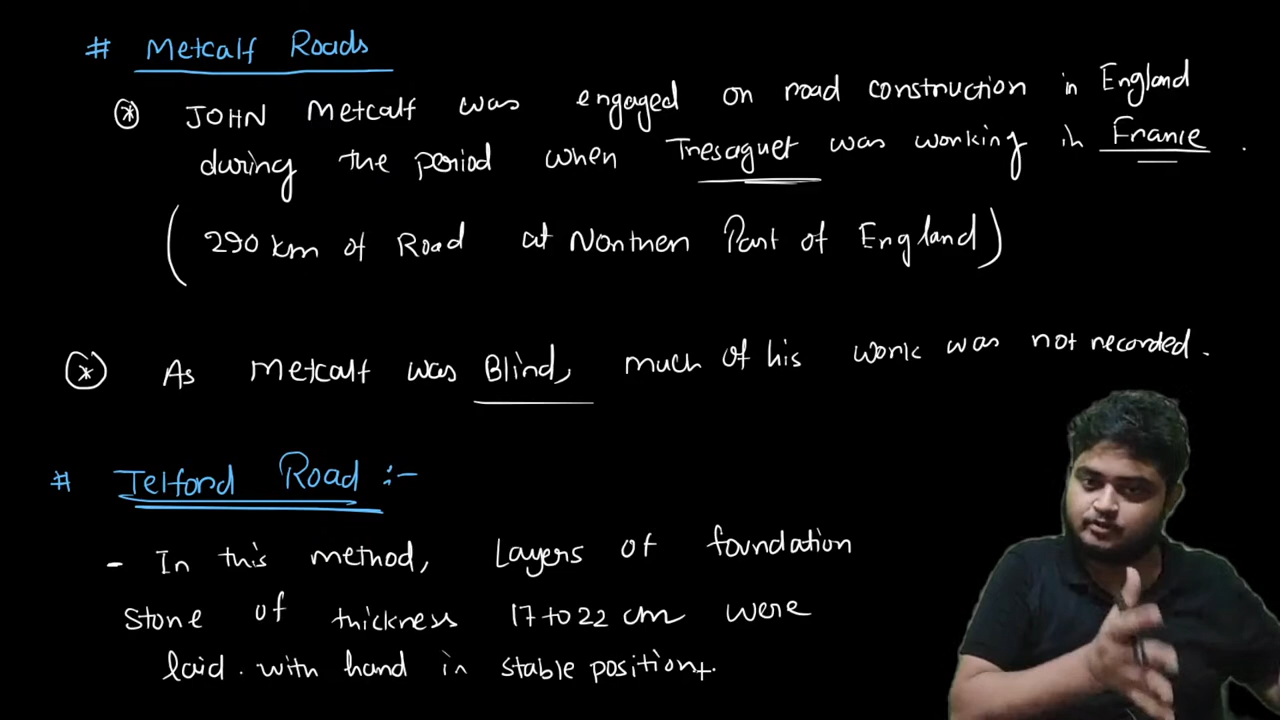 # Metcalf Roads
* JOHN Metcalf was engaged on road construction in England
during the period when Tresaguet was working in France.
(290 km of Road at Northen Part of England)
* As Metcalf was Blind, much of his work was not recorded.
# Telford Road :-
- In this method, Layers of foundation
stone of thickness 17 to 22 cm were
laid. with hand in stable position.